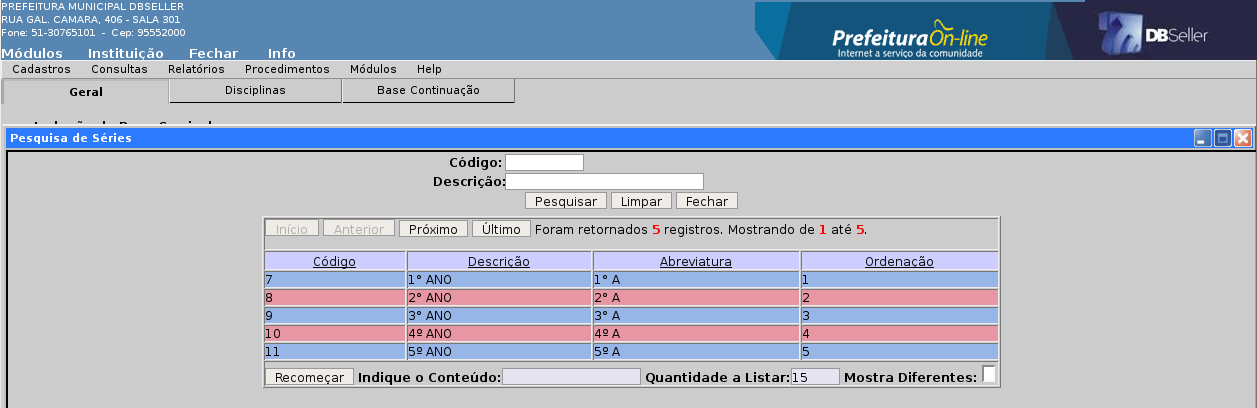 PREFEITURA MUNICIPAL DBSELLER
RUA GAL. CAMARA, 406 - SALA 301
Fone: 51-30765101 - Cep: 95552000
Prefeitura On-line
Internet a serviço da comunidade
DBSeller
Módulos Instituição Fechar Info
Cadastros Consultas Relatórios Procedimentos Módulos Help
Geral Disciplinas Base Continuação
Pesquisa de Séries
Código:
Descrição:
Pesquisar Limpar Fechar
Início Anterior Próximo Último Foram retornados 5 registros. Mostrando de 1 até 5.
Código Descrição Abreviatura Ordenação
7 1° ANO 1° A 1
8 2° ANO 2° A 2
9 3° ANO 3° A 3
10 4º ANO 4º A 4
11 5º ANO 5º A 5
Recomeçar Indique o Conteúdo: Quantidade a Listar: 15 Mostra Diferentes: